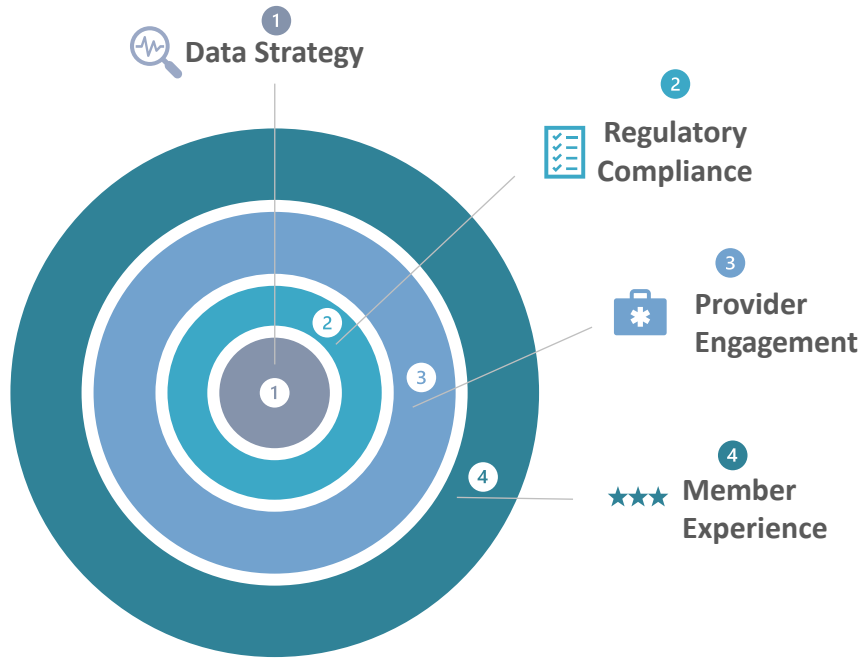 1
Data Strategy
2
Regulatory
Compliance
3
Provider
Engagement
4
Member
Experience
2
3
1
4